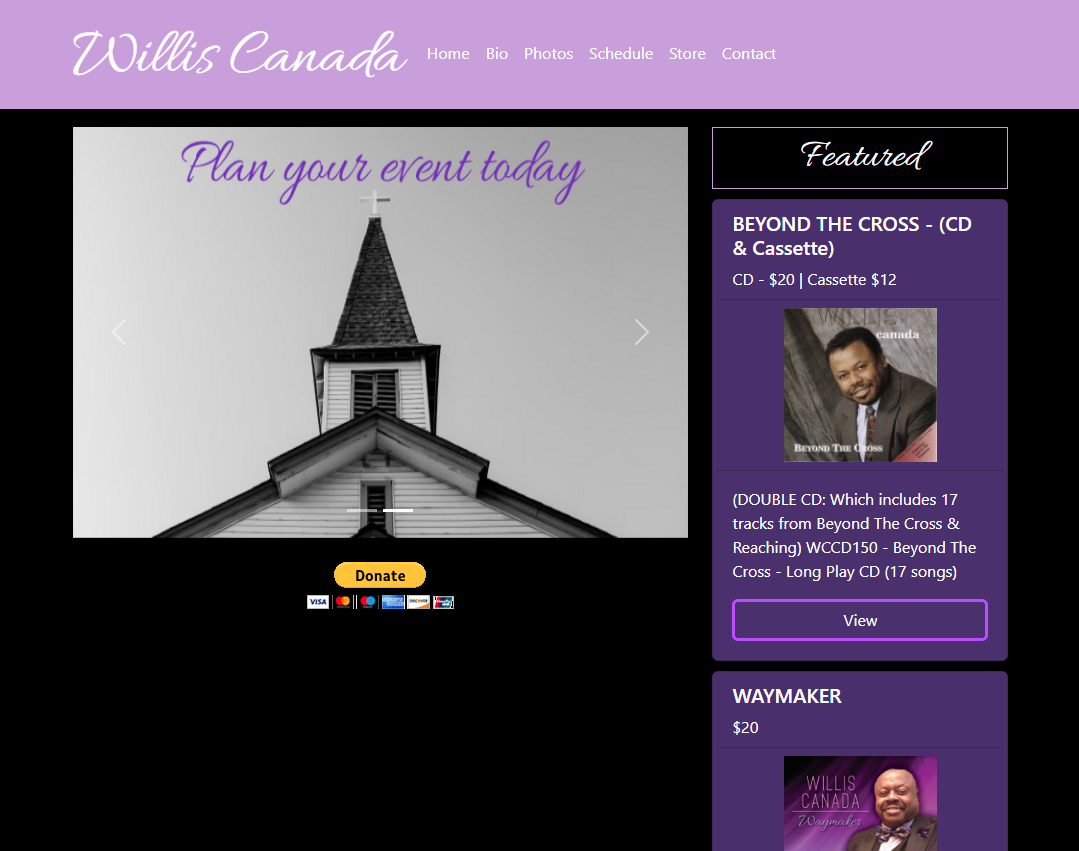 Willis Canada
Home Bio Photos Schedule Store Contact
Plan your event today
Donate
VISA
DISCOVER
Featured
BEYOND THE CROSS - (CD
& Cassette)
CD - $20 | Cassette $12
WILLIS
canada
BEYOND THE CROSS
(DOUBLE CD: Which includes 17
tracks from Beyond The Cross &
Reaching) WCCD150 - Beyond The
Cross - Long Play CD (17 songs)
View
WAYMAKER
$20
WILLIS
CANADA
Waymaker